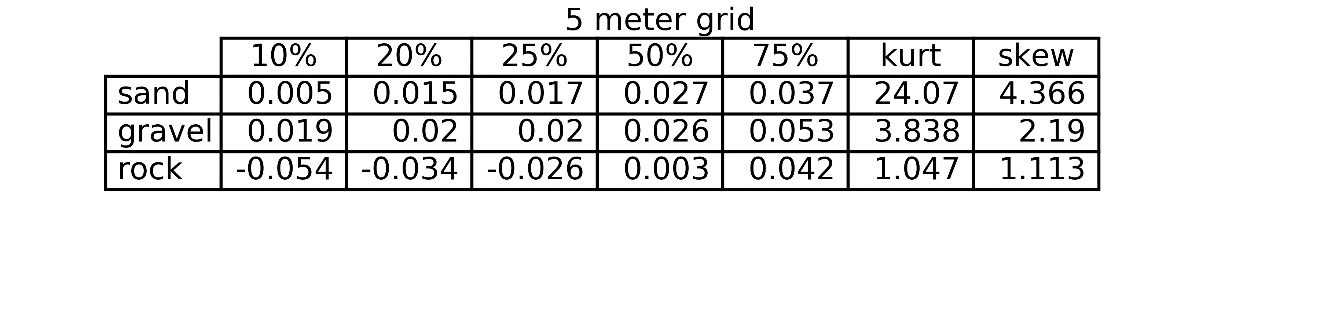 5 meter grid
10% 20% 25% 50% 75% kurt skew
sand 0.005 0.015 0.017 0.027 0.037 24.07 4.366
gravel 0.019 0.02 0.02 0.026 0.053 3.838 2.19
rock -0.054 -0.034 -0.026 0.003 0.042 1.047 1.113